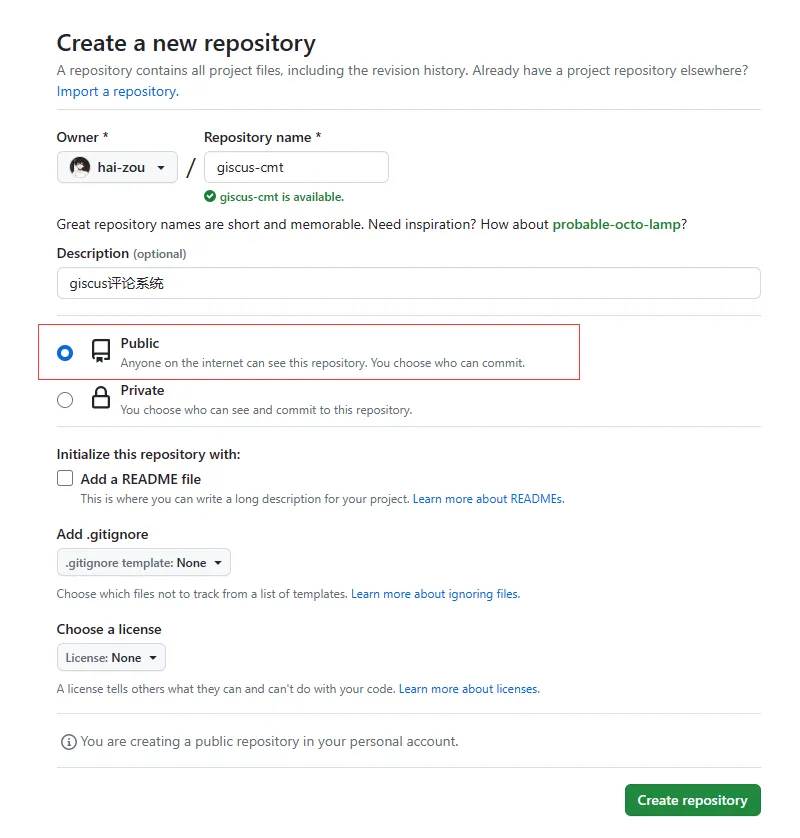 Create a new repository
A repository contains all project files, including the revision history. Already have a project repository elsewhere?
Import a repository.
Owner * Repository name *
hai-zou / giscus-cmt
giscus-cmt is available.
Great repository names are short and memorable. Need inspiration? How about probable-octo-lamp?
Description (optional)
giscus评论系统
Public
Anyone on the internet can see this repository. You choose who can commit.
Private
You choose who can see and commit to this repository.
Initialize this repository with:
Add a README file
This is where you can write a long description for your project. Learn more about READMEs.
Add .gitignore
.gitignore template: None
Choose which files not to track from a list of templates. Learn more about ignoring files.
Choose a license
License: None
A license tells others what they can and can't do with your code. Learn more about licenses.
You are creating a public repository in your personal account.
Create repository